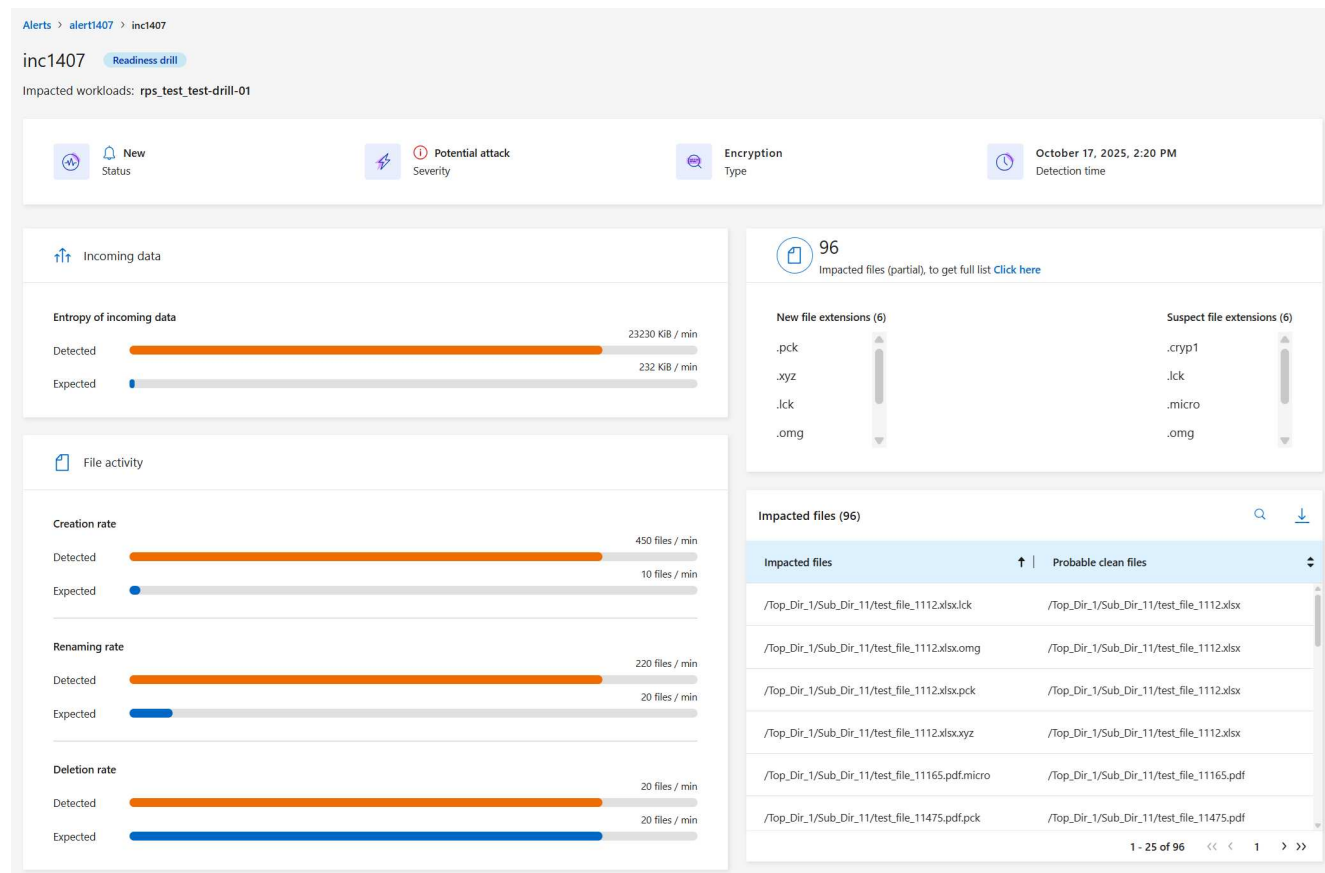 Alerts > alert1407 > inc1407
inc1407 Readiness drill
Impacted workloads: rps_test_test-drill-01
New
Status
Potential attack
Severity
Encryption
Type
October 17, 2025, 2:20 PM
Detection time
Incoming data
Entropy of incoming data
23230 KiB / min
Detected
232 KiB / min
Expected
File activity
Creation rate
450 files / min
Detected
10 files / min
Expected
Renaming rate
220 files / min
Detected
20 files / min
Expected
Deletion rate
20 files / min
Detected
20 files / min
Expected
96
Impacted files (partial), to get full list Click here
New file extensions (6)
.pck
.xyz
.lck
.omg
Suspect file extensions (6)
.cryp1
.lck
.micro
.omg
Impacted files (96)
Impacted files Probable clean files
/Top_Dir_1/Sub_Dir_11/test_file_1112.xlsx.lck /Top_Dir_1/Sub_Dir_11/test_file_1112.xlsx
/Top_Dir_1/Sub_Dir_11/test_file_1112.xlsx.omg /Top_Dir_1/Sub_Dir_11/test_file_1112.xlsx
/Top_Dir_1/Sub_Dir_11/test_file_1112.xlsx.pck /Top_Dir_1/Sub_Dir_11/test_file_1112.xlsx
/Top_Dir_1/Sub_Dir_11/test_file_1112.xlsx.xyz /Top_Dir_1/Sub_Dir_11/test_file_1112.xlsx
/Top_Dir_1/Sub_Dir_11/test_file_11165.pdf.micro /Top_Dir_1/Sub_Dir_11/test_file_11165.pdf
/Top_Dir_1/Sub_Dir_11/test_file_11475.pdf.pck /Top_Dir_1/Sub_Dir_11/test_file_11475.pdf
1 - 25 of 96 << < 1 > >>